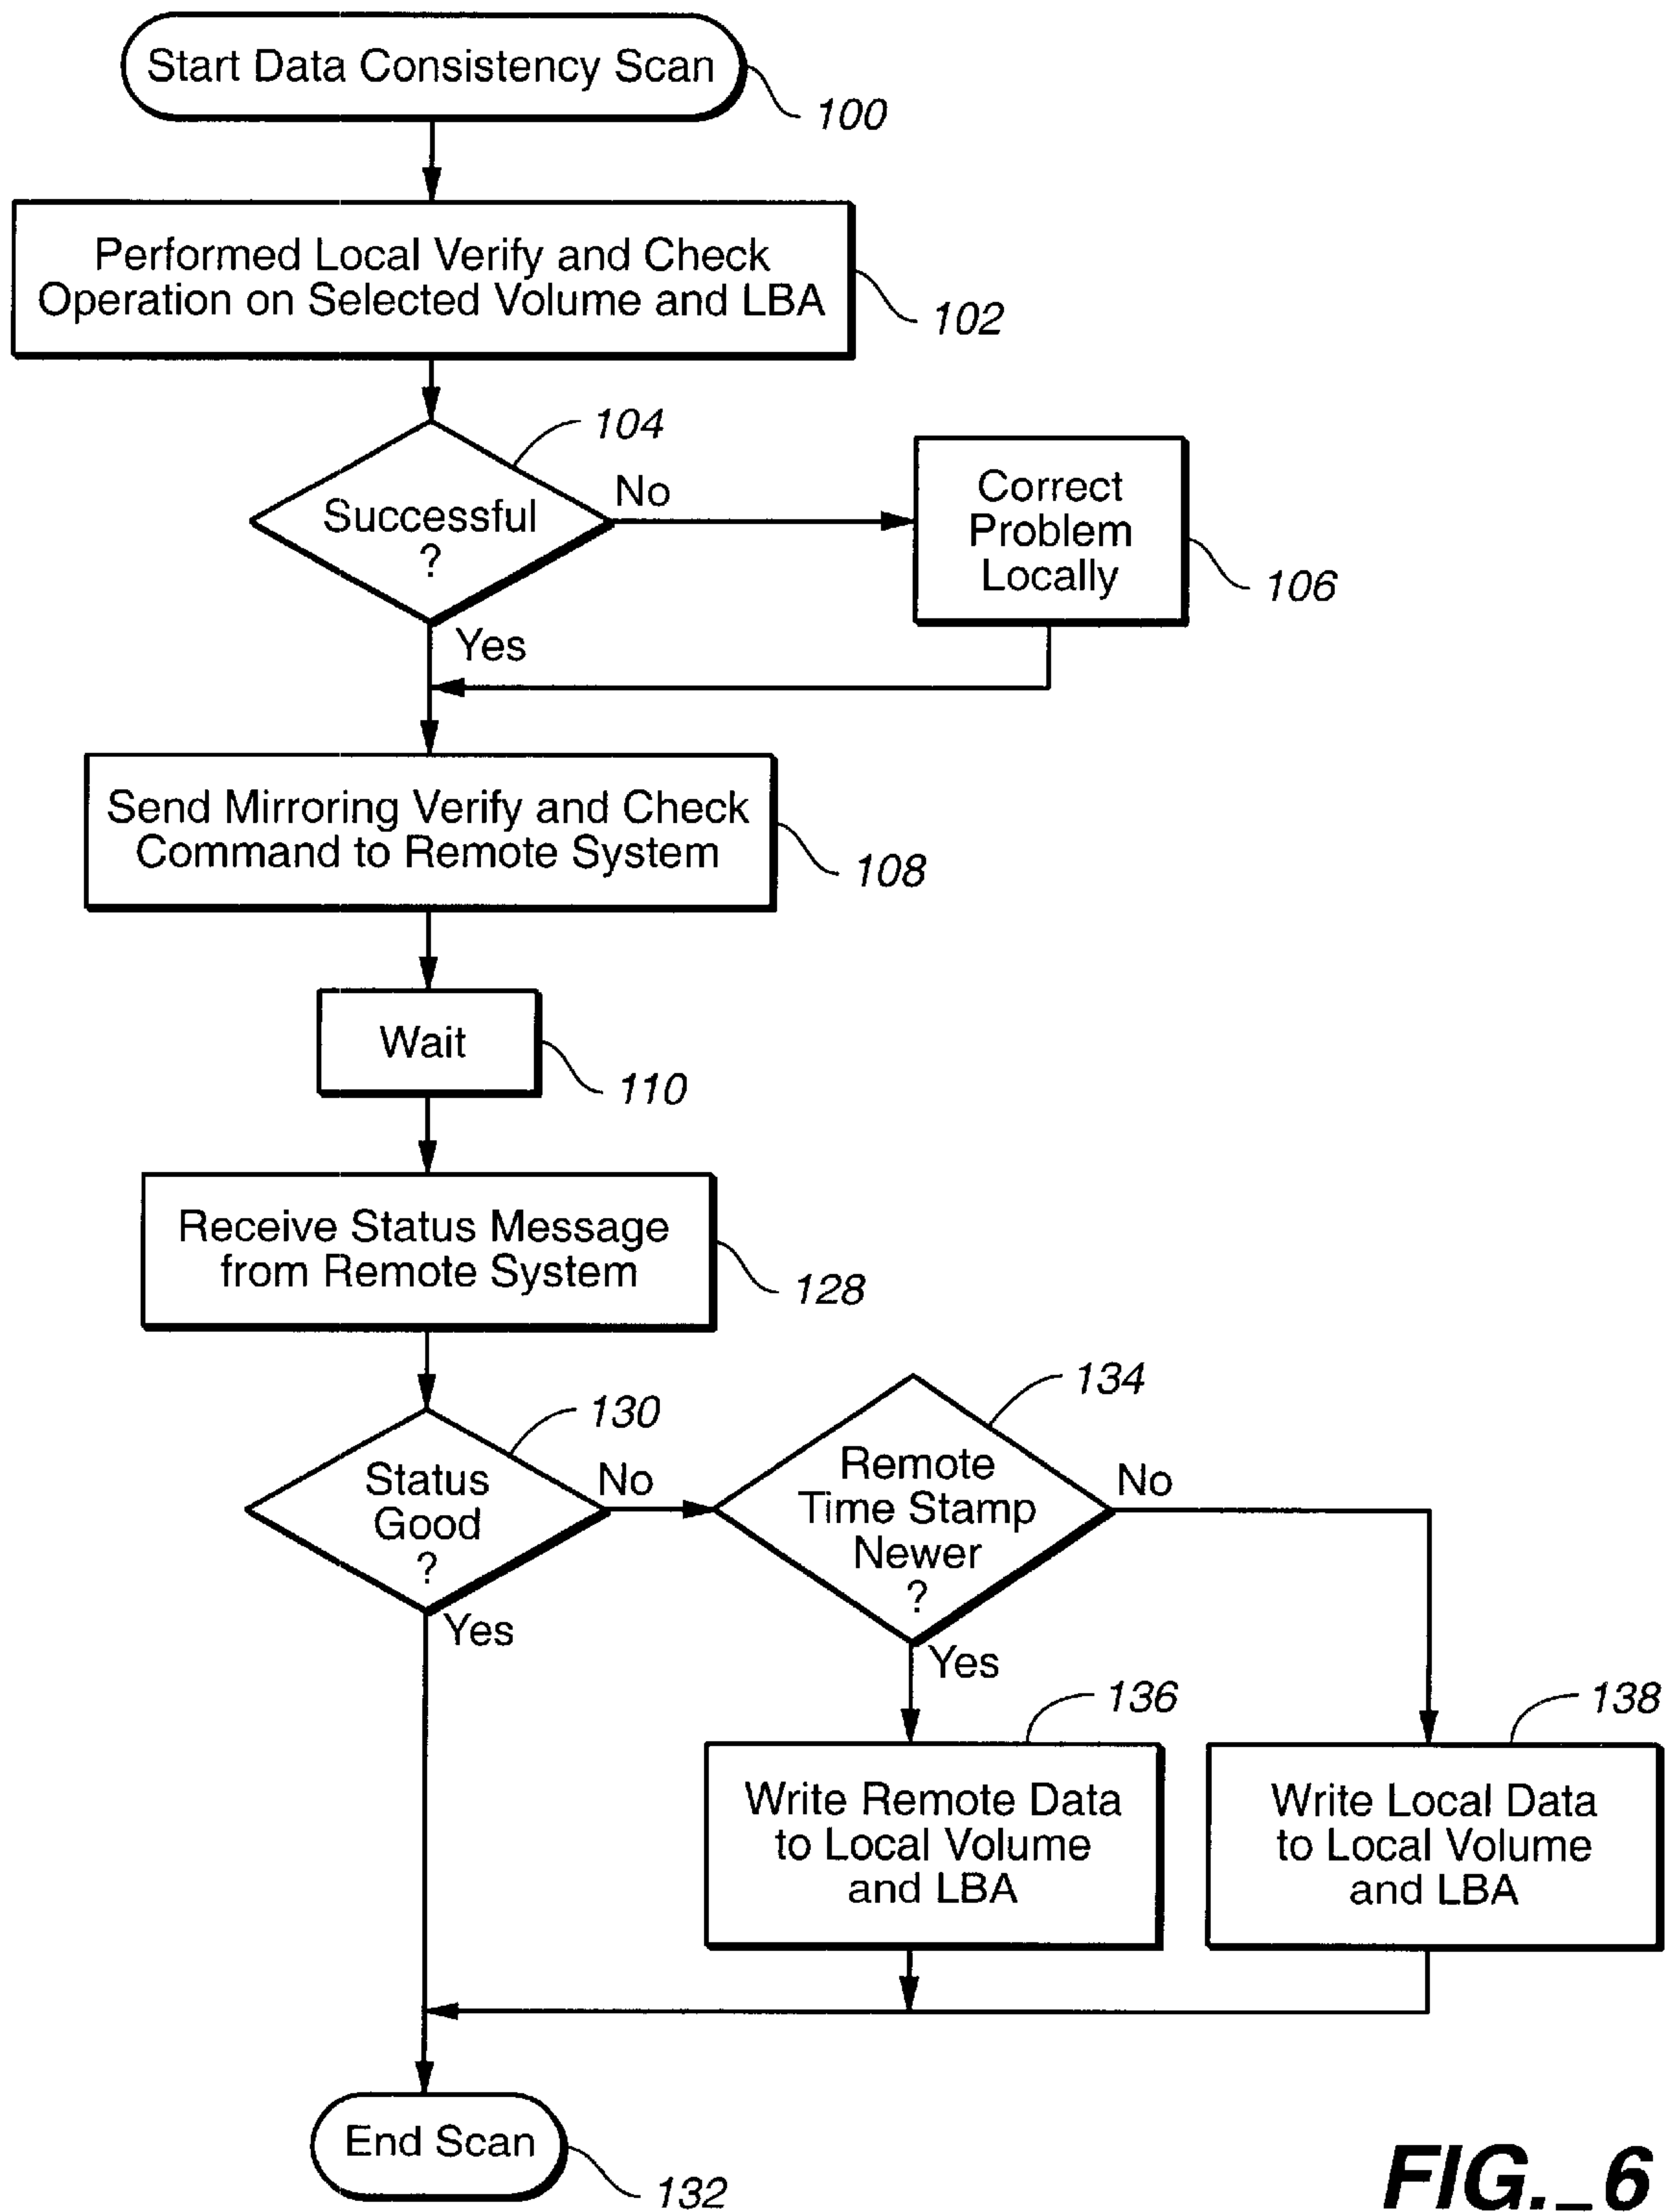 Start Data Consistency Scan
100
Performed Local Verify and Check
Operation on Selected Volume and LBA
102
104
Successful
?
No
Yes
Correct
Problem
Locally
106
Send Mirroring Verify and Check
Command to Remote System
108
Wait
110
Receive Status Message
from Remote System
128
130
Status
Good
?
No
Yes
134
Remote
Time Stamp
Newer
?
No
Yes
136
Write Remote Data
to Local Volume
and LBA
138
Write Local Data
to Local Volume
and LBA
End Scan
132
FIG._6